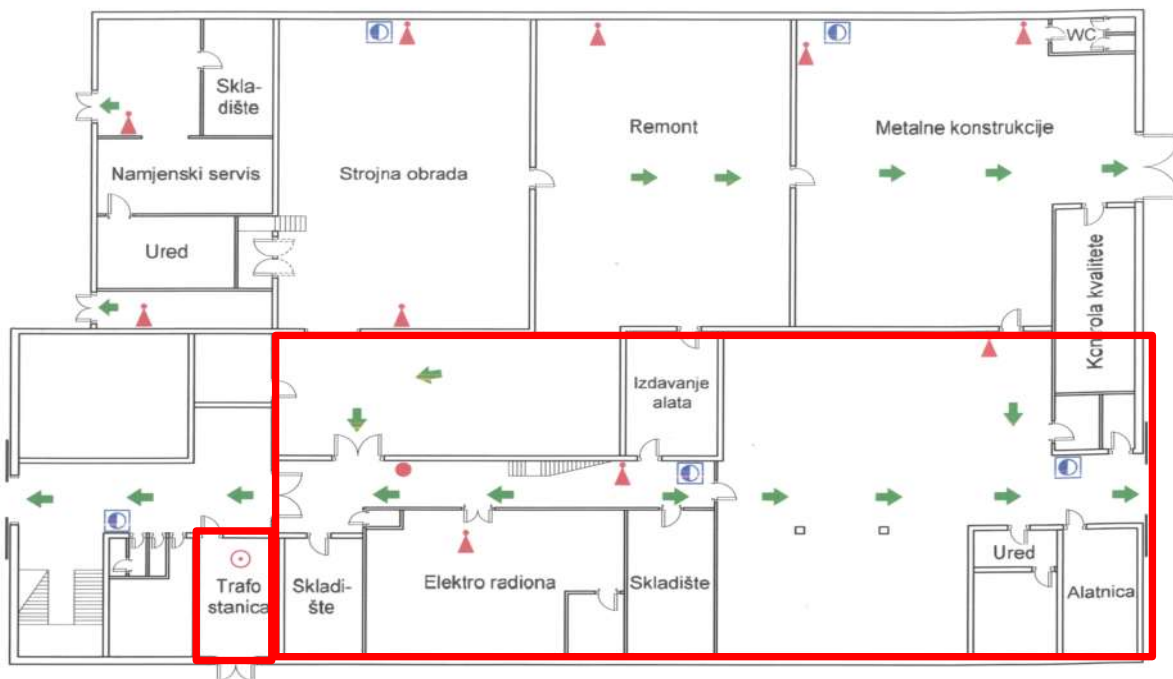 WC
Skla-
dište
Remont
Metalne konstrukcije
Namjenski servis
Strojna obrada
Ured
Kontrola kvalitete
Izdavanje
alata
Trafo
stanica
Skladi-
šte
Elektro radiona
Skladište
Ured
Alatnica